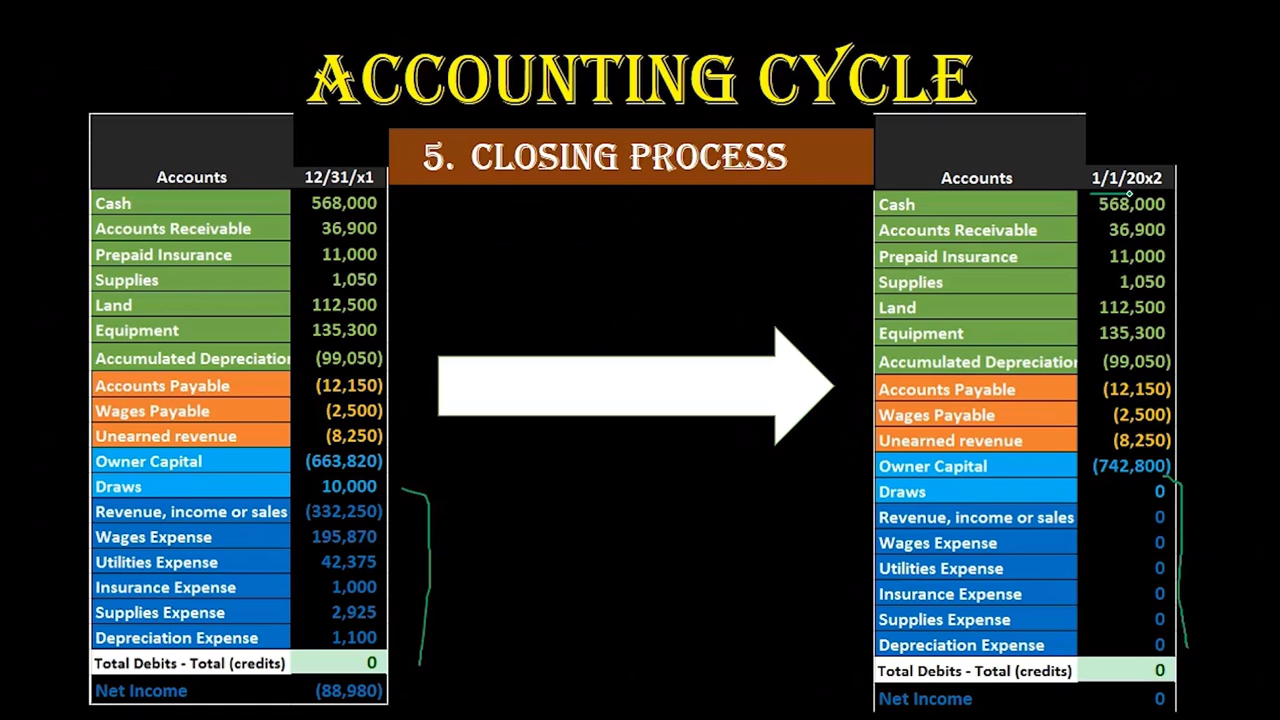 ACCOUNTING CYCLE
5. CLOSING PROCESS
Accounts 12/31/x1
Cash 568,000
Accounts Receivable 36,900
Prepaid Insurance 11,000
Supplies 1,050
Land 112,500
Equipment 135,300
Accumulated Depreciation (99,050)
Accounts Payable (12,150)
Wages Payable (2,500)
Unearned revenue (8,250)
Owner Capital (663,820)
Draws 10,000
Revenue, income or sales (332,250)
Wages Expense 195,870
Utilities Expense 42,375
Insurance Expense 1,000
Supplies Expense 2,925
Depreciation Expense 1,100
Total Debits - Total (credits) 0
Net Income (88,980)
Accounts 1/1/20x2
Cash 568,000
Accounts Receivable 36,900
Prepaid Insurance 11,000
Supplies 1,050
Land 112,500
Equipment 135,300
Accumulated Depreciation (99,050)
Accounts Payable (12,150)
Wages Payable (2,500)
Unearned revenue (8,250)
Owner Capital (742,800)
Draws 0
Revenue, income or sales 0
Wages Expense 0
Utilities Expense 0
Insurance Expense 0
Supplies Expense 0
Depreciation Expense 0
Total Debits - Total (credits) 0
Net Income 0